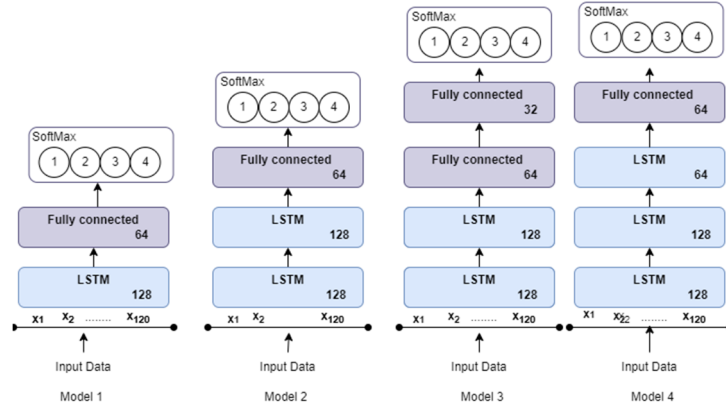 SoftMax
1 2 3 4
Fully connected
64
LSTM
128
x1 x2 ........ x120
Input Data
Model 1
SoftMax
1 2 3 4
Fully connected
64
LSTM
128
LSTM
128
x1 x2 x120
Input Data
Model 2
SoftMax
1 2 3 4
Fully connected
32
Fully connected
64
LSTM
128
LSTM
128
x1 x2 ........ x120
Input Data
Model 3
SoftMax
1 2 3 4
Fully connected
64
LSTM
64
LSTM
128
LSTM
128
x1 ........ x120
Input Data
Model 4